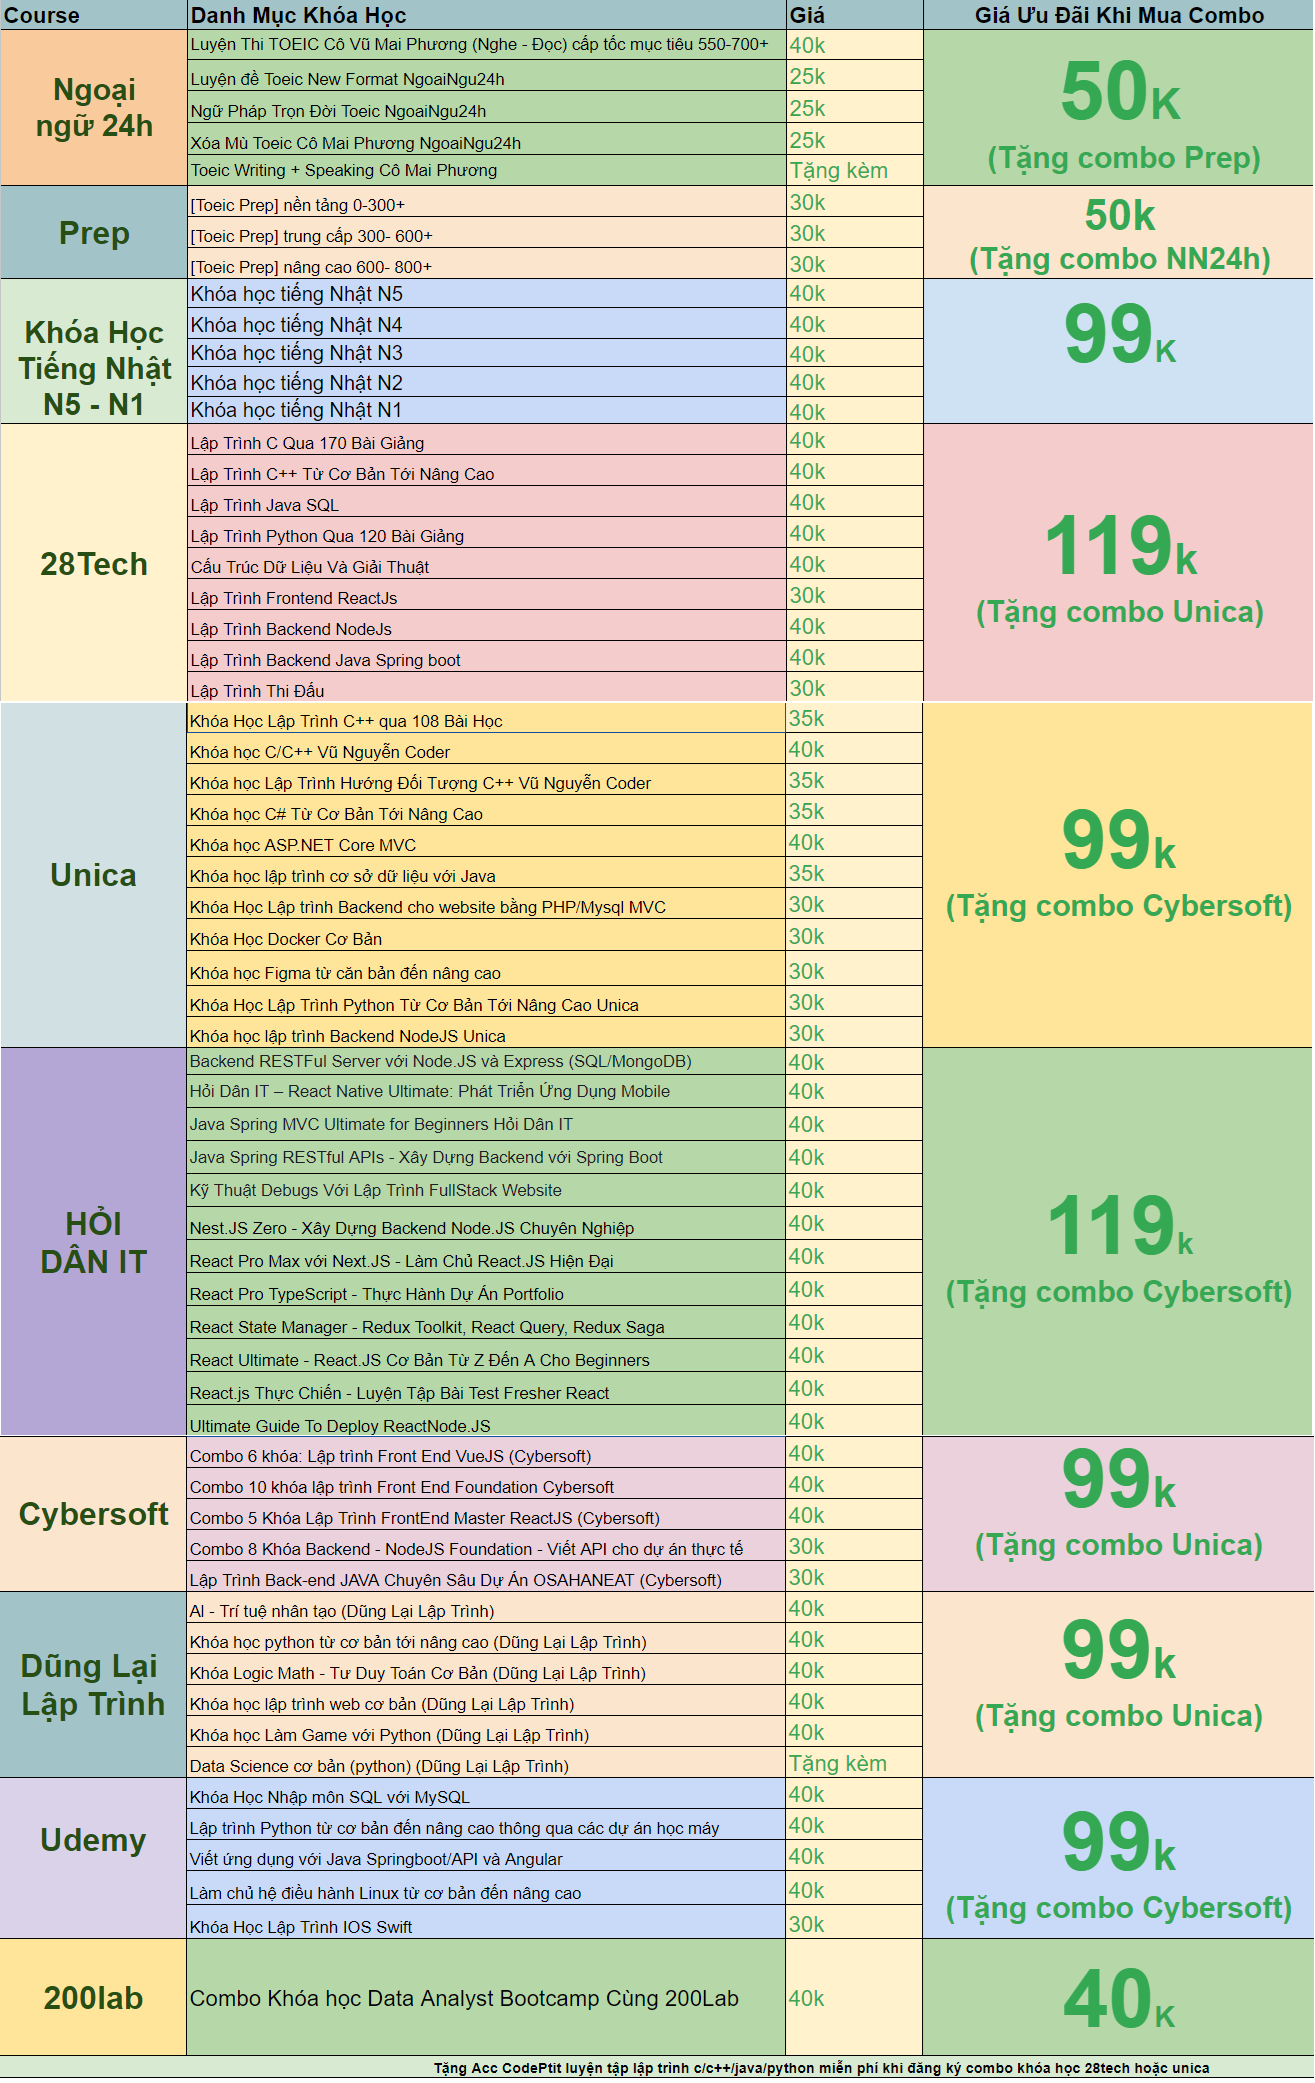 Course Danh Mục Khóa Học Giá Giá Ưu Đãi Khi Mua Combo
Ngoại
ngữ 24h
Luyện Thi TOEIC Cô Vũ Mai Phương (Nghe - Đọc) cấp tốc mục tiêu 550-700+ 40k
Luyện đề Toeic New Format NgoaiNgu24h 25k
Ngữ Pháp Trọn Đời Toeic NgoaiNgu24h 25k
Xóa Mù Toeic Cô Mai Phương NgoaiNgu24h 25k
Toeic Writing + Speaking Cô Mai Phương Tặng kèm
50K
(Tặng combo Prep)
Prep
[Toeic Prep] nền tảng 0-300+ 30k
[Toeic Prep] trung cấp 300- 600+ 30k
[Toeic Prep] nâng cao 600- 800+ 30k
50k
(Tặng combo NN24h)
Khóa Học
Tiếng Nhật
N5 - N1
Khóa học tiếng Nhật N5 40k
Khóa học tiếng Nhật N4 40k
Khóa học tiếng Nhật N3 40k
Khóa học tiếng Nhật N2 40k
Khóa học tiếng Nhật N1 40k
99K
28Tech
Lập Trình C Qua 170 Bài Giảng 40k
Lập Trình C++ Từ Cơ Bản Tới Nâng Cao 40k
Lập Trình Java SQL 40k
Lập Trình Python Qua 120 Bài Giảng 40k
Cấu Trúc Dữ Liệu Và Giải Thuật 40k
Lập Trình Frontend ReactJs 30k
Lập Trình Backend NodeJs 40k
Lập Trình Backend Java Spring boot 40k
Lập Trình Thi Đấu 30k
119k
(Tặng combo Unica)
Unica
Khóa Học Lập Trình C++ qua 108 Bài Học 35k
Khóa học C/C++ Vũ Nguyễn Coder 40k
Khóa học Lập Trình Hướng Đối Tượng C++ Vũ Nguyễn Coder 35k
Khóa học C# Từ Cơ Bản Tới Nâng Cao 35k
Khóa học ASP.NET Core MVC 40k
Khóa học lập trình cơ sở dữ liệu với Java 35k
Khóa Học Lập trình Backend cho website bằng PHP/Mysql MVC 30k
Khóa Học Docker Cơ Bản 30k
Khóa học Figma từ căn bản đến nâng cao 30k
Khóa Học Lập Trình Python Từ Cơ Bản Tới Nâng Cao Unica 30k
Khóa học lập trình Backend NodeJS Unica 30k
99k
(Tặng combo Cybersoft)
HỎI
DÂN IT
Backend RESTFul Server với Node.JS và Express (SQL/MongoDB) 40k
Hỏi Dân IT – React Native Ultimate: Phát Triển Ứng Dụng Mobile 40k
Java Spring MVC Ultimate for Beginners Hỏi Dân IT 40k
Java Spring RESTful APIs - Xây Dựng Backend với Spring Boot 40k
Kỹ Thuật Debugs Với Lập Trình FullStack Website 40k
Nest.JS Zero - Xây Dựng Backend Node.JS Chuyên Nghiệp 40k
React Pro Max với Next.JS - Làm Chủ React.JS Hiện Đại 40k
React Pro TypeScript - Thực Hành Dự Án Portfolio 40k
React State Manager - Redux Toolkit, React Query, Redux Saga 40k
React Ultimate - React.JS Cơ Bản Từ Z Đến A Cho Beginners 40k
React.js Thực Chiến - Luyện Tập Bài Test Fresher React 40k
Ultimate Guide To Deploy ReactNode.JS 40k
119k
(Tặng combo Cybersoft)
Cybersoft
Combo 6 khóa: Lập trình Front End VueJS (Cybersoft) 40k
Combo 10 khóa lập trình Front End Foundation Cybersoft 40k
Combo 5 Khóa Lập Trình FrontEnd Master ReactJS (Cybersoft) 40k
Combo 8 Khóa Backend - NodeJS Foundation - Viết API cho dự án thực tế 30k
Lập Trình Back-end JAVA Chuyên Sâu Dự Án OSAHANEAT (Cybersoft) 30k
99k
(Tặng combo Unica)
Dũng Lại
Lập Trình
AI - Trí tuệ nhân tạo (Dũng Lại Lập Trình) 40k
Khóa học python từ cơ bản tới nâng cao (Dũng Lại Lập Trình) 40k
Khóa Logic Math - Tư Duy Toán Cơ Bản (Dũng Lại Lập Trình) 40k
Khóa học lập trình web cơ bản (Dũng Lại Lập Trình) 40k
Khóa học Làm Game với Python (Dũng Lại Lập Trình) 40k
Data Science cơ bản (python) (Dũng Lại Lập Trình) Tặng kèm
99k
(Tặng combo Unica)
Udemy
Khóa Học Nhập môn SQL với MySQL 40k
Lập trình Python từ cơ bản đến nâng cao thông qua các dự án học máy 40k
Viết ứng dụng với Java Springboot/API và Angular 40k
Làm chủ hệ điều hành Linux từ cơ bản đến nâng cao 40k
Khóa Học Lập Trình IOS Swift 30k
99k
(Tặng combo Cybersoft)
200lab
Combo Khóa học Data Analyst Bootcamp Cùng 200Lab 40k
40K
Tặng Acc CodePtit luyện tập lập trình c/c++/java/python miễn phí khi đăng ký combo khóa học 28tech hoặc unica